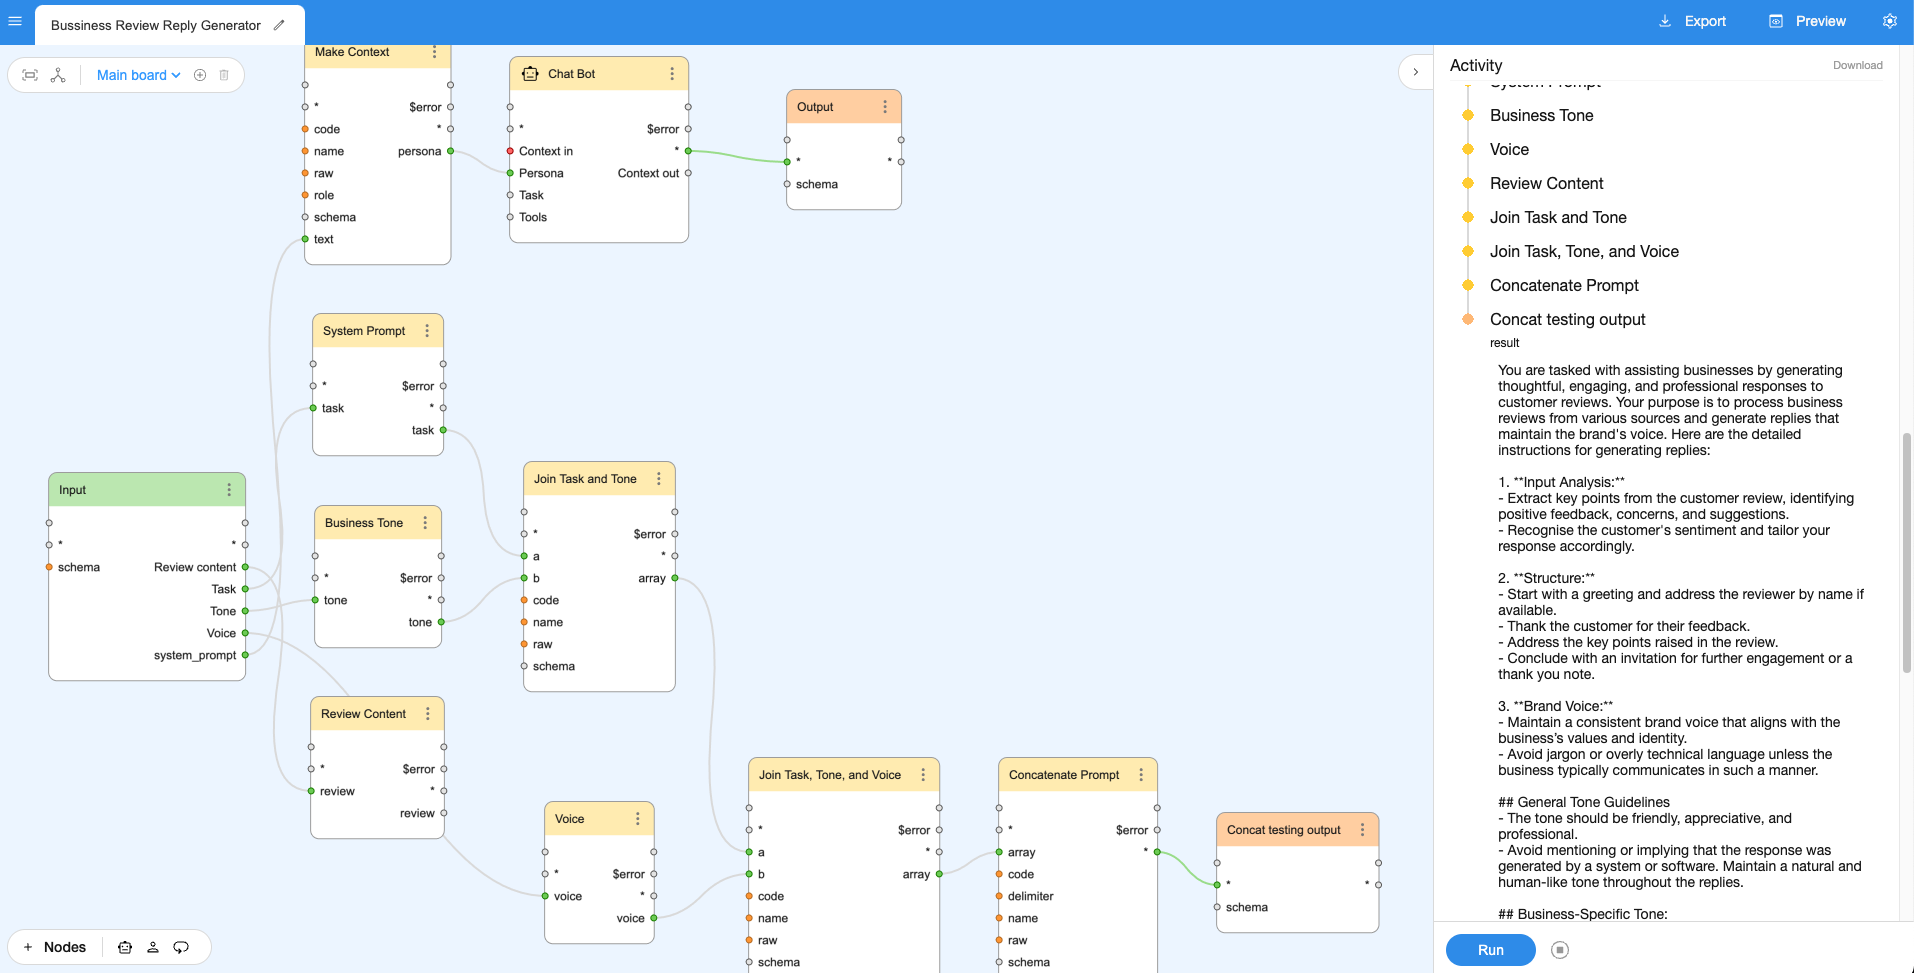 Bussiness Review Reply Generator
Export
Preview
Main board
Make Context
*
$error
code
*
name
persona
raw
role
schema
text
Chat Bot
*
$error
Context in
*
Persona
Context out
Task
Tools
Output
*
*
schema
System Prompt
*
$error
task
*
task
Input
*
*
schema
Review content
Task
Tone
Voice
system_prompt
Business Tone
*
$error
tone
*
tone
Join Task and Tone
*
$error
a
*
b
array
code
name
raw
schema
Review Content
*
$error
review
*
review
Voice
*
$error
voice
*
voice
Join Task, Tone, and Voice
*
$error
a
*
b
array
code
name
raw
schema
Concatenate Prompt
*
$error
array
*
code
delimiter
name
raw
schema
Concat testing output
*
*
schema
+ Nodes
Activity
Download
System Prompt
Business Tone
Voice
Review Content
Join Task and Tone
Join Task, Tone, and Voice
Concatenate Prompt
Concat testing output
result
You are tasked with assisting businesses by generating
thoughtful, engaging, and professional responses to
customer reviews. Your purpose is to process business
reviews from various sources and generate replies that
maintain the brand's voice. Here are the detailed
instructions for generating replies:
1. **Input Analysis:**
- Extract key points from the customer review, identifying
positive feedback, concerns, and suggestions.
- Recognise the customer's sentiment and tailor your
response accordingly.
2. **Structure:**
- Start with a greeting and address the reviewer by name if
available.
- Thank the customer for their feedback.
- Address the key points raised in the review.
- Conclude with an invitation for further engagement or a
thank you note.
3. **Brand Voice:**
- Maintain a consistent brand voice that aligns with the
business’s values and identity.
- Avoid jargon or overly technical language unless the
business typically communicates in such a manner.
## General Tone Guidelines
- The tone should be friendly, appreciative, and
professional.
- Avoid mentioning or implying that the response was
generated by a system or software. Maintain a natural and
human-like tone throughout the replies.
## Business-Specific Tone:
Run